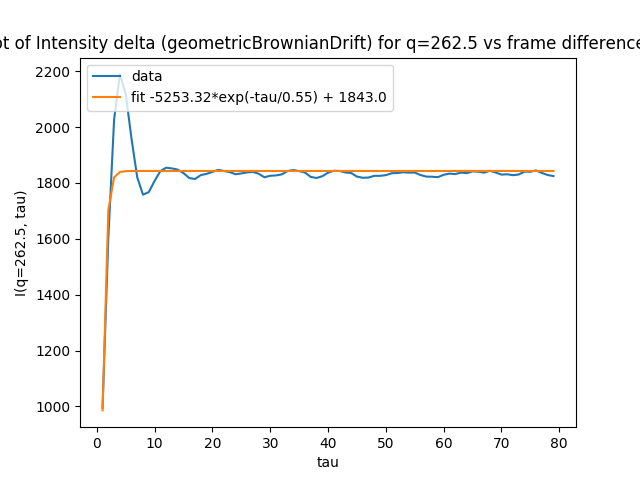 ot of Intensity delta (geometricBrownianDrift) for q=262.5 vs frame difference
data
fit -5253.32*exp(-tau/0.55) + 1843.0
I(q=262.5, tau)
2200
2000
1800
1600
1400
1200
1000
0 10 20 30 40 50 60 70 80
tau